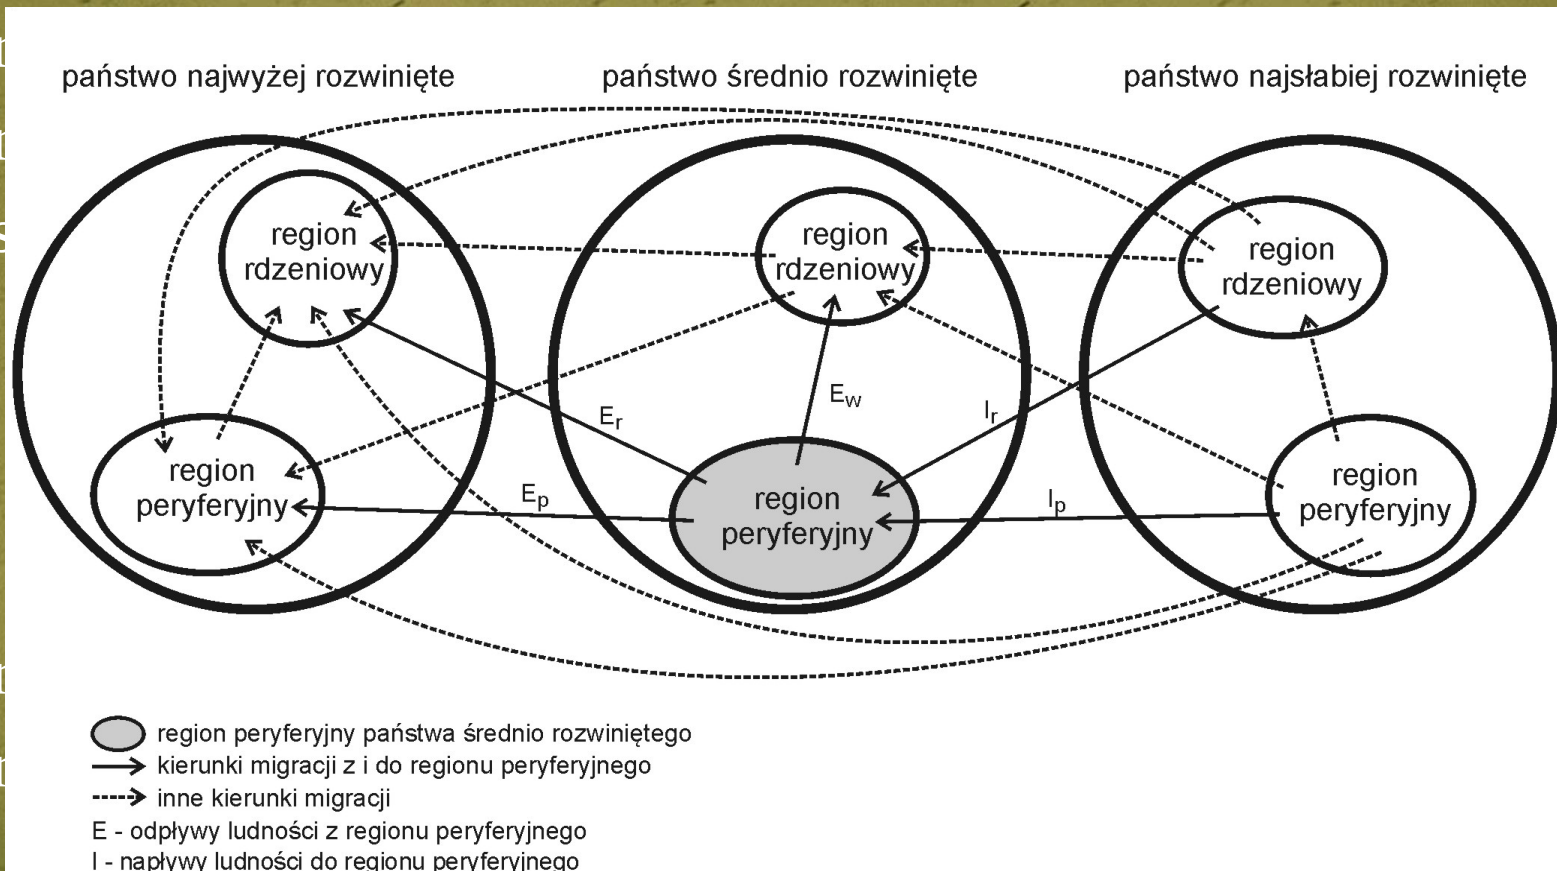 państwo najwyżej rozwinięte
państwo średnio rozwinięte
państwo najsłabiej rozwinięte
region
rdzeniowy
region
rdzeniowy
region
rdzeniowy
Er
Ew
Ir
region
peryferyjny
Ep
region
peryferyjny
Ip
region
peryferyjny
region peryferyjny państwa średnio rozwiniętego
kierunki migracji z i do regionu peryferyjnego
inne kierunki migracji
E - odpływy ludności z regionu peryferyjnego
I - napływy ludności do regionu peryferyjnego